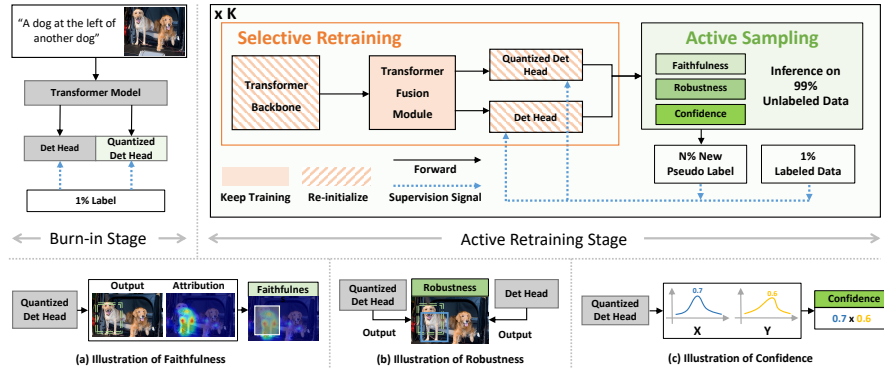 “A dog at the left of
another dog”
Transformer Model
Det Head
Quantized
Det Head
1% Label
Burn-in Stage
x K
Selective Retraining
Transformer
Backbone
Transformer
Fusion
Module
Quantized Det
Head
Det Head
Keep Training
Re-initialize
Forward
Supervision Signal
Active Sampling
Faithfulness
Robustness
Confidence
Inference on
99%
Unlabeled Data
N% New
Pseudo Label
1%
Labeled Data
Active Retraining Stage
Quantized
Det Head
Output
Attribution
Faithfulnes
(a) Illustration of Faithfulness
Quantized
Det Head
Robustness
Det Head
Output
Output
(b) Illustration of Robustness
Quantized
Det Head
0.7
X
0.6
Y
Confidence
0.7 x 0.6
(c) Illustration of Confidence